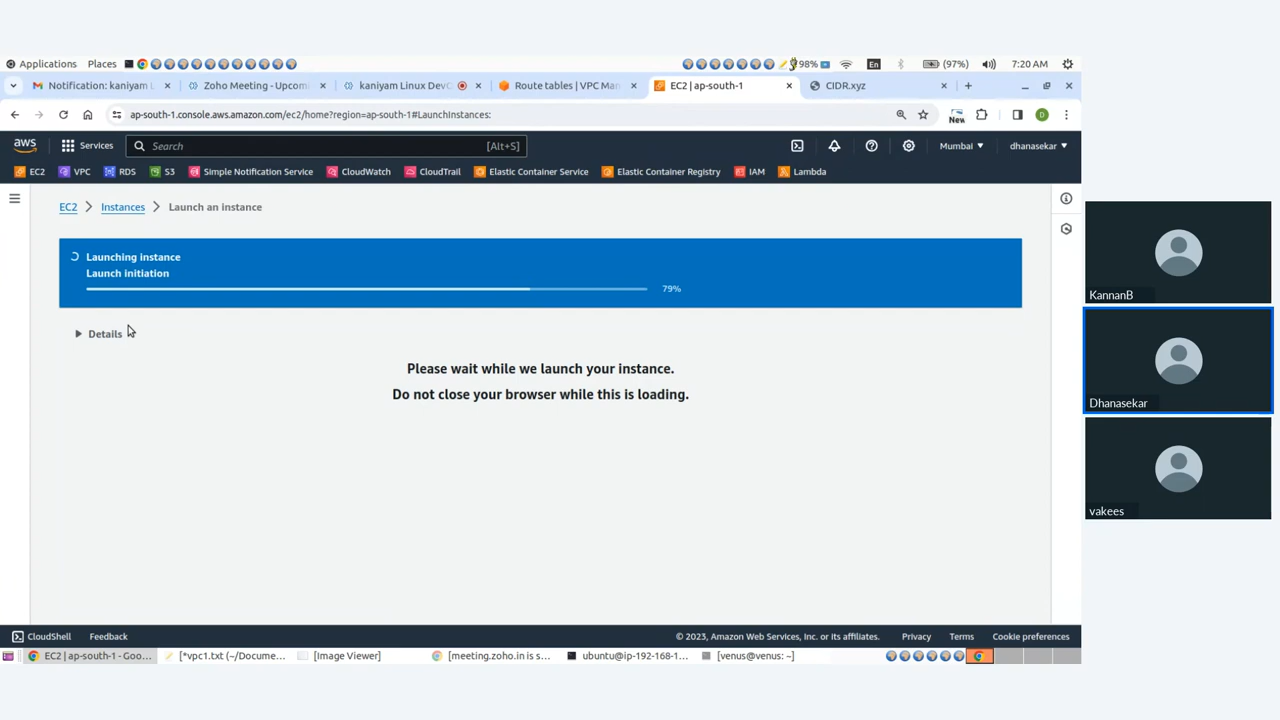 Applications Places 98% En (97%) 7:20 AM
Notification: kaniyam L Zoho Meeting - Upcom kaniyam Linux DevO Route tables | VPC Man EC2 | ap-south-1 CIDR.xyz
ap-south-1.console.aws.amazon.com/ec2/home?region=ap-south-1#LaunchInstances: New D
aws Services Search [Alt+S] Mumbai dhanasekar
EC2 VPC RDS S3 Simple Notification Service CloudWatch CloudTrail Elastic Container Service Elastic Container Registry IAM Lambda
EC2 Instances Launch an instance
Launching instance
Launch initiation
79%
Details
Please wait while we launch your instance.
Do not close your browser while this is loading.
CloudShell Feedback © 2023, Amazon Web Services, Inc. or its affiliates. Privacy Terms Cookie preferences
EC2 | ap-south-1 - Goo... [*vpc1.txt (~/Docume... [Image Viewer] [meeting.zoho.in is s... ubuntu@ip-192-168-1... [venus@venus: ~]
KannanB
Dhanasekar
vakees